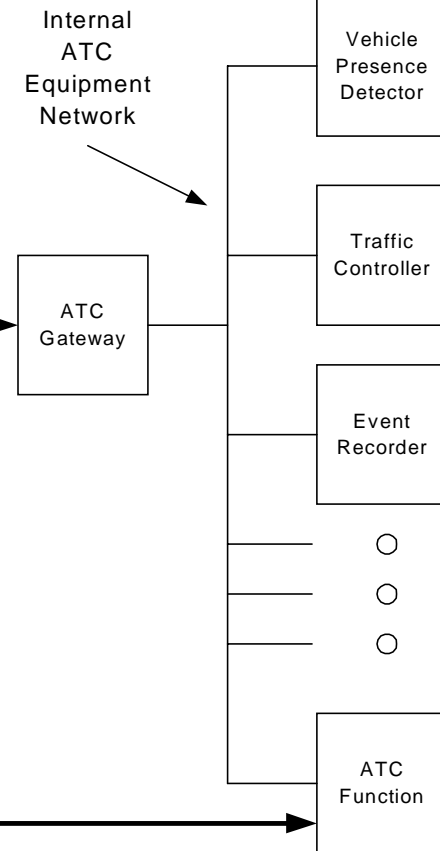 Internal
ATC
Equipment
Network
Vehicle
Presence
Detector
Traffic
Controller
ATC
Gateway
Event
Recorder
ATC
Function